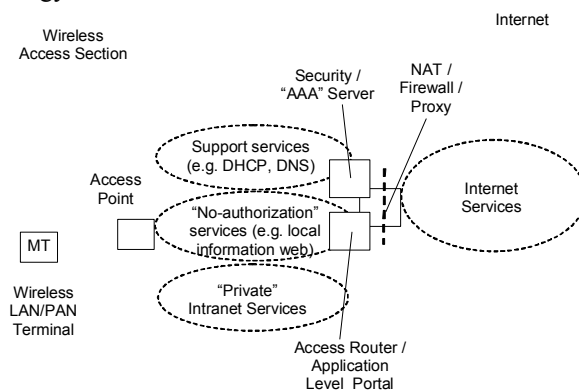 gy
Internet
Wireless
Access Section
Security /
“AAA” Server
NAT /
Firewall /
Proxy
Support services
(e.g. DHCP, DNS)
Access
Point
Internet
Services
“No-authorization”
services (e.g. local
information web)
MT
Wireless
LAN/PAN
Terminal
“Private”
Intranet Services
Access Router /
Application
Level Portal